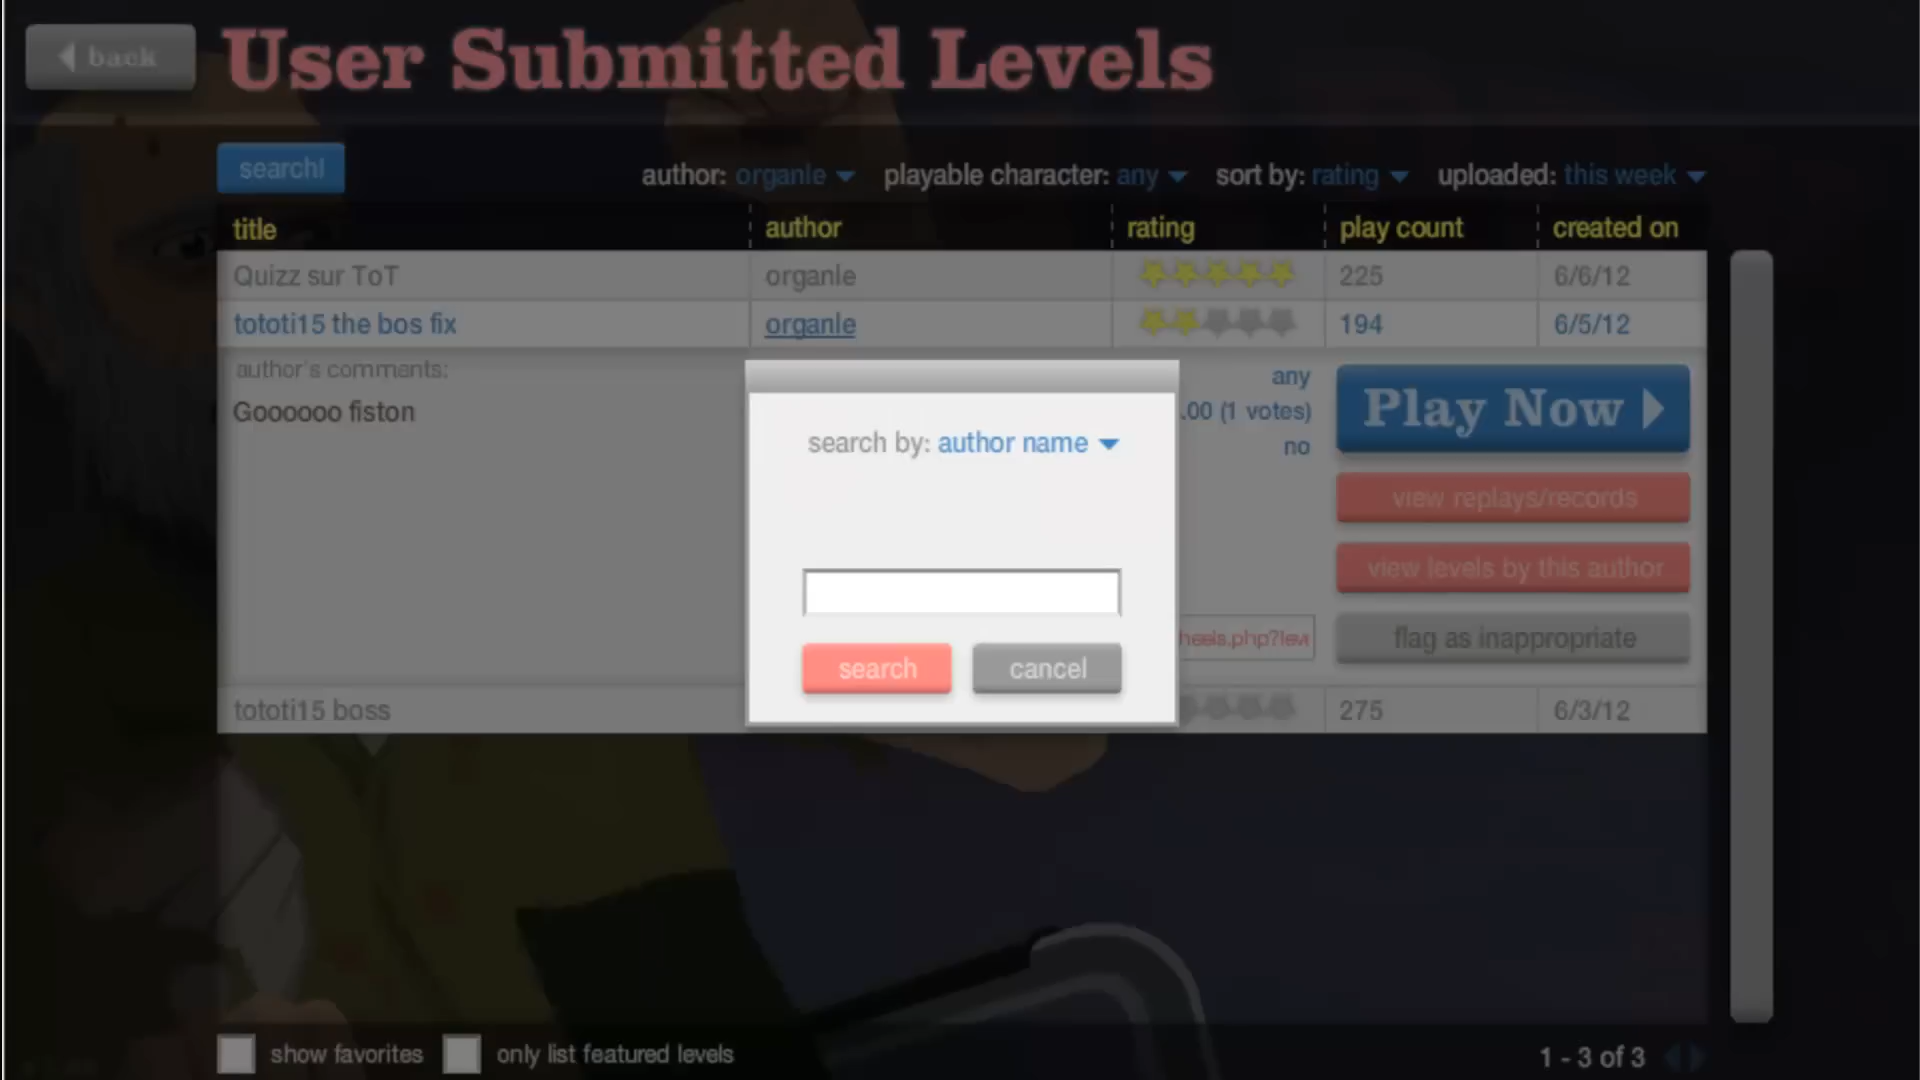 back
User Submitted Levels
search!
author: organle playable character: any sort by: rating uploaded: this week
title author rating play count created on
Quizz sur ToT organle 225 6/6/12
tototi15 the bos fix organle 194 6/5/12
author's comments:
Goooooo fiston
any
.00 (1 votes)
no
Play Now
view replays/records
view levels by this author
heels.php?leve
flag as inappropriate
search by: author name
search cancel
tototi15 boss 275 6/3/12
show favorites only list featured levels
1 - 3 of 3